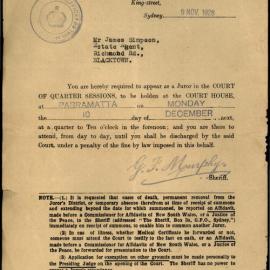 King-street,
Sydney, 9 NOV. 1928
Mr James Simpson,
Estate Agent,
Richmond Rd.,
BLACKTOWN.
You are hereby required to appear as a Juror in the COURT
OF QUARTER SESSIONS, to be holden at the COURT HOUSE,
at PARRAMATTA on MONDAY
the 10 day of DECEMBER next,
at a quarter to Ten o'clock in the forenoon; and you are there to
attend, from day to day, until you shall be discharged by the said
Court, under a penalty of the fine by law imposed in this behalf.
Sheriff.
NOTE.—(1.) It is requested that cases of death, permanent removal from the
Juror's District, or temporary absence therefrom at time of receipt of summons
and extending beyond the date for which summoned, be reported on Affidavit,
made before a Commissioner for Affidavits of New South Wales, or a Justice of
the Peace, to the Sheriff (addressed "The Sheriff, Box 13, G.P.O., Sydney,")
immediately on receipt of summons, to enable him to summon another Juror.
(2) In case of illness, whether Medical Certificate be forwarded or not,
someone must attend the Court to testify to the fact on oath, or Affidavit, to be
made before a Commissioner for Affidavits of New South Wales, or a Justice of
the Peace, be forwarded for presentation to the Court.
(3) Application for exemption on other grounds must be made personally to
the Presiding Judge on the opening of the Court. The Sheriff has no power to